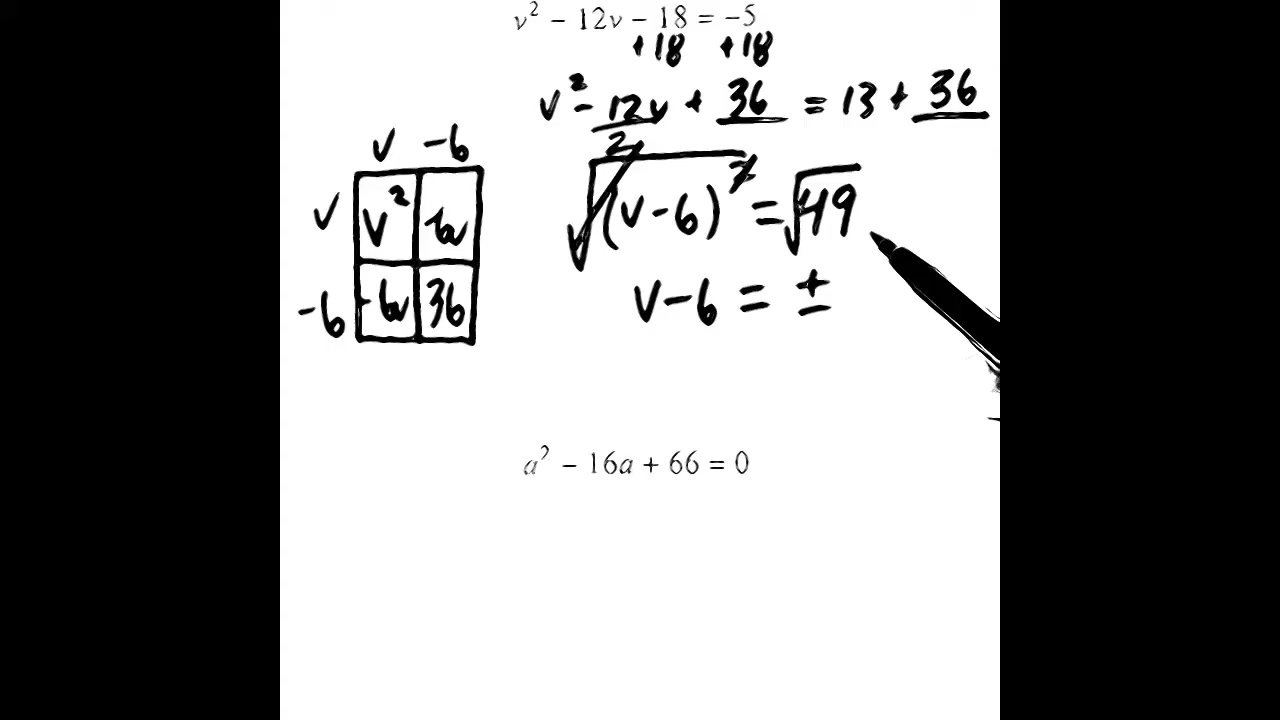 v² − 12v − 18 = −5
+18 +18
v² − 12v + 36 = 13 + 36
2
v −6
√(v−6)² = √49
v v² -6v
v−6 = ±
−6 -6v 36
a² − 16a + 66 = 0